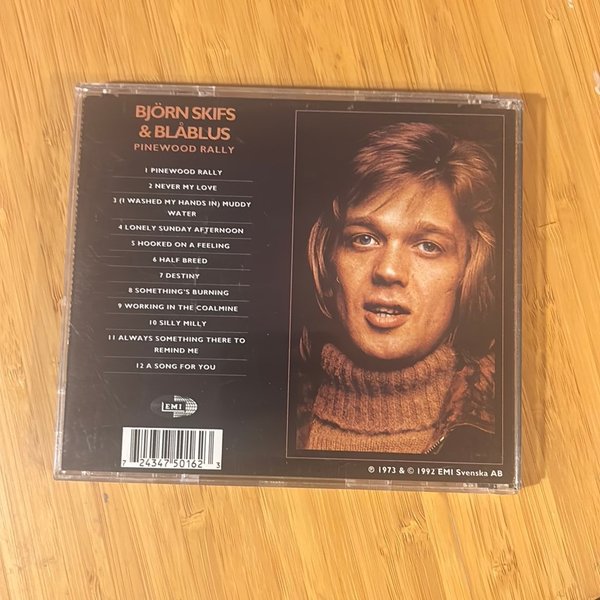 BJÖRN SKIFS
& BLÅBLUS
PINEWOOD RALLY
1 PINEWOOD RALLY
2 NEVER MY LOVE
3 (I WASHED MY HANDS IN) MUDDY
WATER
4 LONELY SUNDAY AFTERNOON
5 HOOKED ON A FEELING
6 HALF BREED
7 DESTINY
8 SOMETHING'S BURNING
9 WORKING IN THE COALMINE
10 SILLY MILLY
11 ALWAYS SOMETHING THERE TO
REMIND ME
12 A SONG FOR YOU
EMI
7 24347 50162 3
℗ 1973 & © 1992 EMI Svenska AB